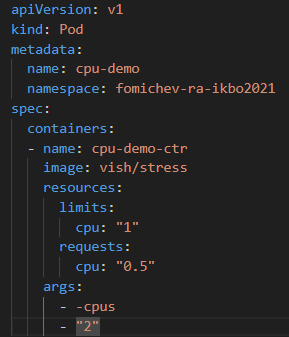 apiVersion: v1
kind: Pod
metadata:
  name: cpu-demo
  namespace: fomichev-ra-ikbo2021
spec:
  containers:
  - name: cpu-demo-ctr
    image: vish/stress
    resources:
      limits:
        cpu: "1"
      requests:
        cpu: "0.5"
    args:
      - -cpus
      - "2"